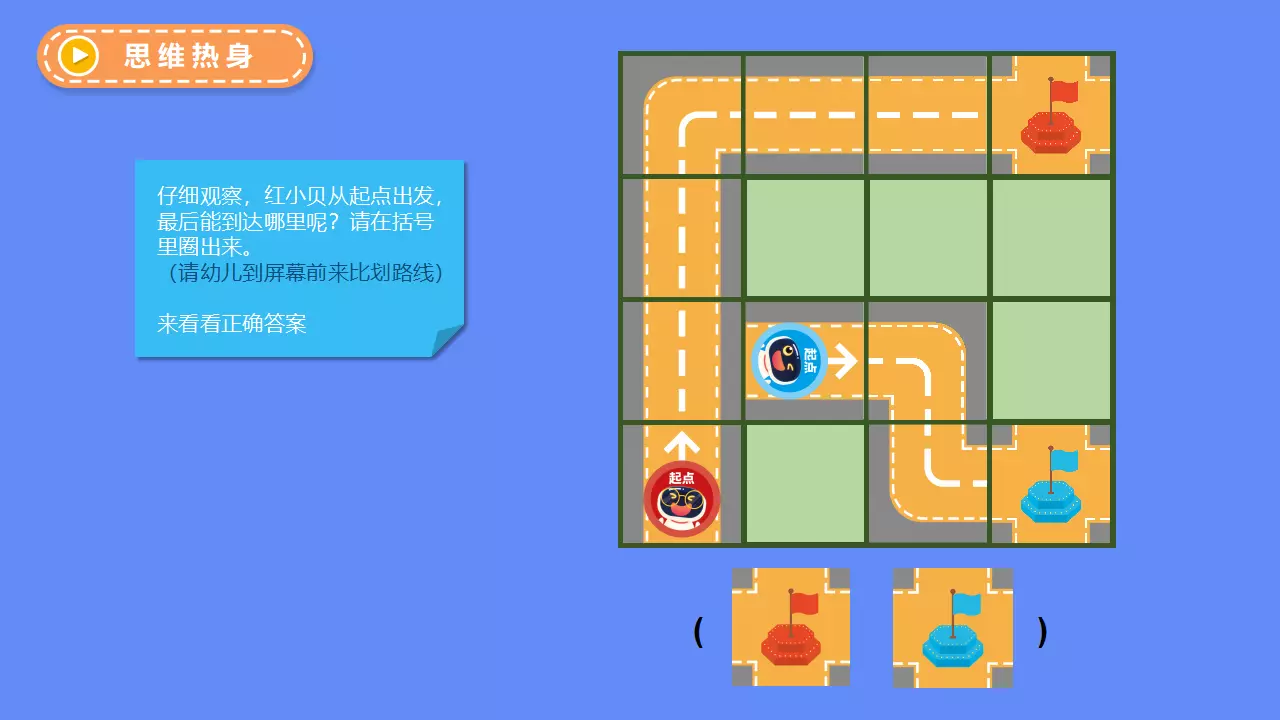 思维热身
仔细观察，红小贝从起点出发，
最后能到达哪里呢？请在括号
里圈出来。
（请幼儿到屏幕前来比划路线）
来看看正确答案
起点
起点
(
)